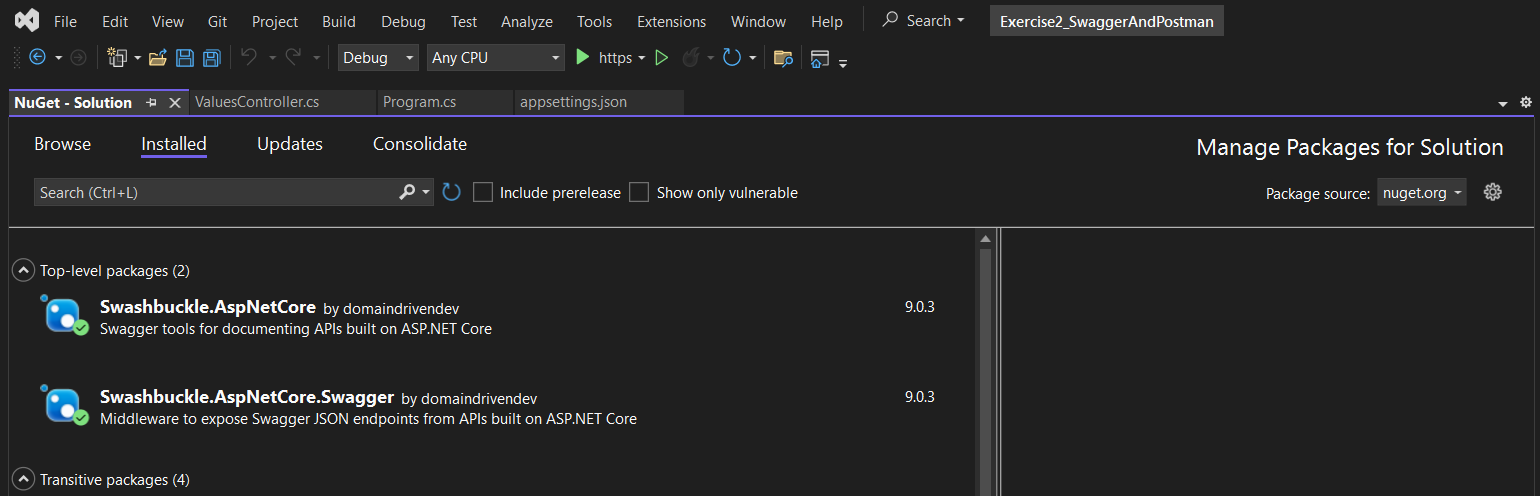 File Edit View Git Project Build Debug Test Analyze Tools Extensions Window Help Search Exercise2_SwaggerAndPostman
Debug Any CPU https
NuGet - Solution ValuesController.cs Program.cs appsettings.json
Browse Installed Updates Consolidate Manage Packages for Solution
Search (Ctrl+L) Include prerelease Show only vulnerable Package source: nuget.org
Top-level packages (2)
Swashbuckle.AspNetCore by domaindrivendev 9.0.3
Swagger tools for documenting APIs built on ASP.NET Core
Swashbuckle.AspNetCore.Swagger by domaindrivendev 9.0.3
Middleware to expose Swagger JSON endpoints from APIs built on ASP.NET Core
Transitive packages (4)